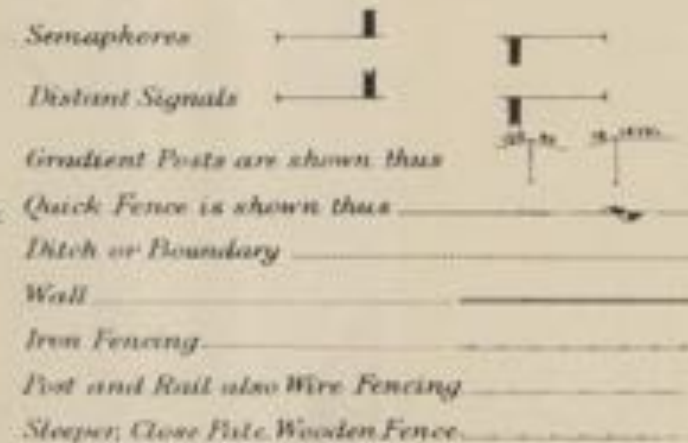 Semaphores
Distant Signals
Gradient Posts are shown thus
Quick Fence is shown thus
Ditch or Boundary
Wall
Iron Fencing
Post and Rail also Wire Fencing
Sleeper, Close Pale, Wooden Fence